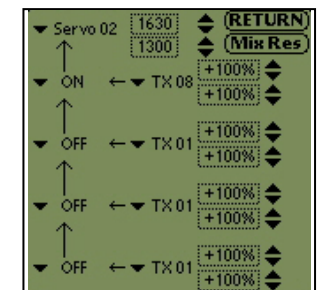 Servo 02 1630 RETURN
1300 Mix Res
ON TX 08 +100%
+100%
OFF TX 01 +100%
+100%
OFF TX 01 +100%
+100%
OFF TX 01 +100%
+100%